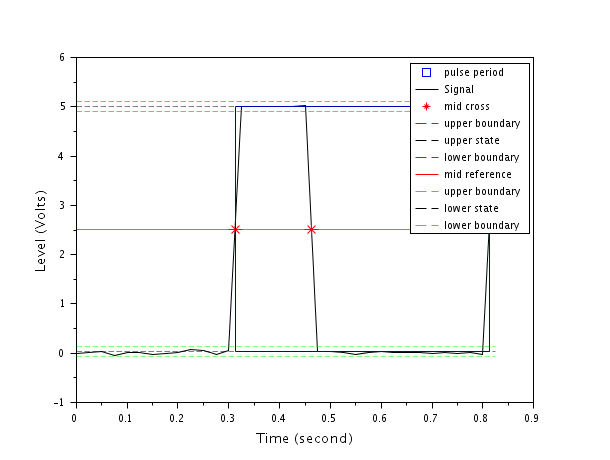 6
5
4
3
2
1
0
-1
Level (Volts)
pulse period
Signal
mid cross
upper boundary
upper state
lower boundary
mid reference
upper boundary
lower state
lower boundary
0 0.1 0.2 0.3 0.4 0.5 0.6 0.7 0.8 0.9
Time (second)